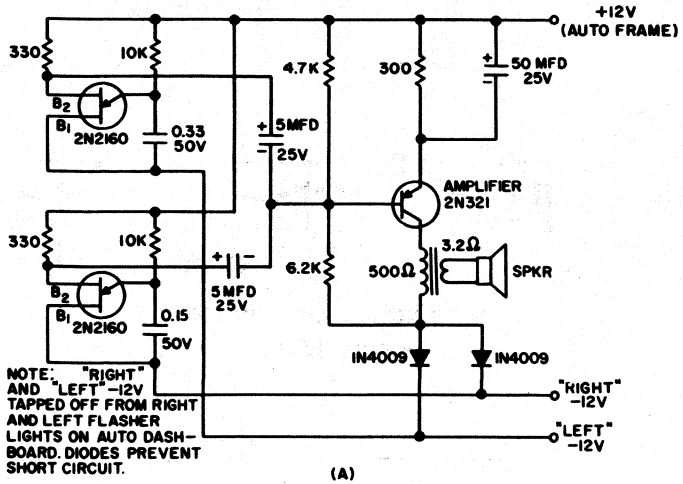 +12V
(AUTO FRAME)
330
10K
4.7K
300
50 MFD
25V
B2
B1
2N2160
0.33
50V
5MFD
25V
AMPLIFIER
2N321
330
10K
5MFD
25V
6.2K
500Ω
3.2Ω
SPKR
B2
B1
2N2160
0.15
50V
1N4009
1N4009
NOTE: "RIGHT"
AND "LEFT"-12V
TAPPED OFF FROM RIGHT
AND LEFT FLASHER
LIGHTS ON AUTO DASH-
BOARD. DIODES PREVENT
SHORT CIRCUIT.
"RIGHT"
-12V
"LEFT"
-12V
(A)